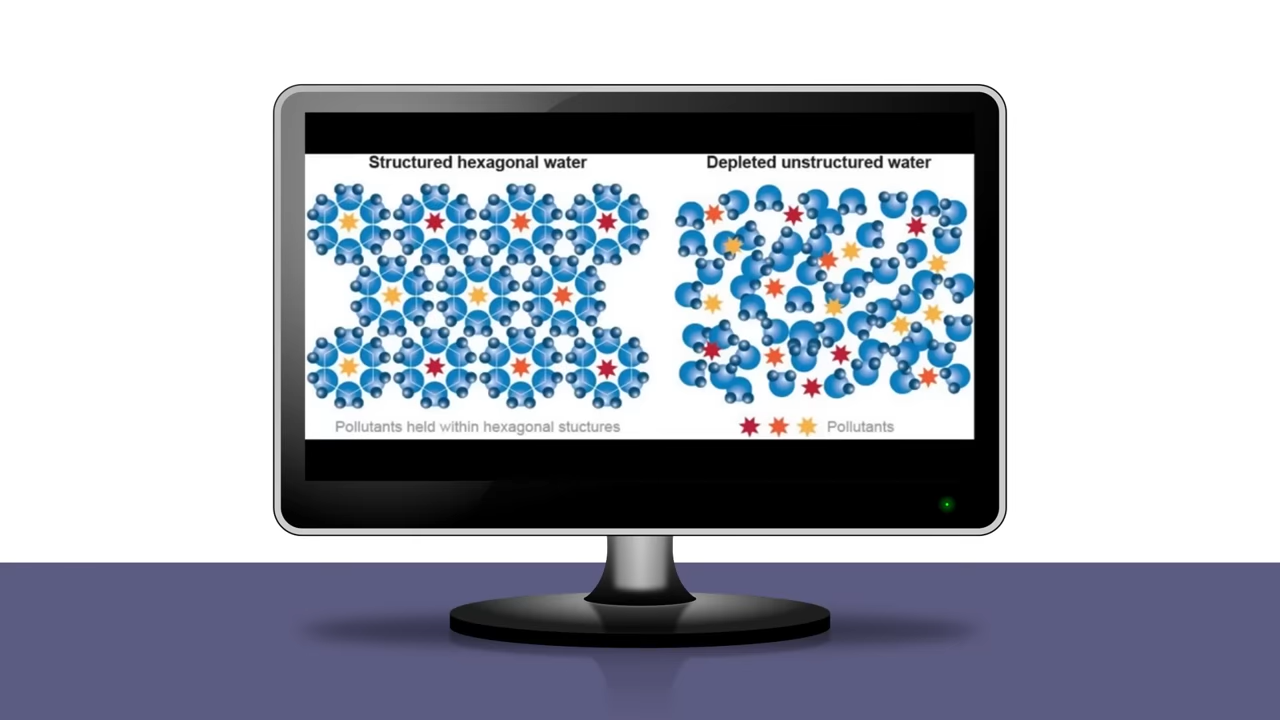 Structured hexagonal water
Depleted unstructured water
Pollutants held within hexagonal stuctures
Pollutants